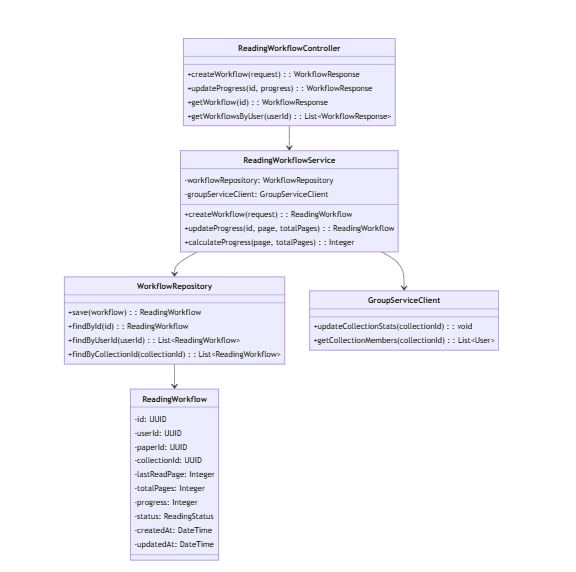 ReadingWorkflowController
+createWorkflow(request) : : WorkflowResponse
+updateProgress(id, progress) : : WorkflowResponse
+getWorkflow(id) : : WorkflowResponse
+getWorkflowsByUser(userId) : : List<WorkflowResponse>
ReadingWorkflowService
-workflowRepository: WorkflowRepository
-groupServiceClient: GroupServiceClient
+createWorkflow(request) : : ReadingWorkflow
+updateProgress(id, page, totalPages) : : ReadingWorkflow
+calculateProgress(page, totalPages) : : Integer
WorkflowRepository
+save(workflow) : : ReadingWorkflow
+findById(id) : : ReadingWorkflow
+findByUserId(userId) : : List<ReadingWorkflow>
+findByCollectionId(collectionId) : : List<ReadingWorkflow>
GroupServiceClient
+updateCollectionStats(collectionId) : : void
+getCollectionMembers(collectionId) : : List<User>
ReadingWorkflow
-id: UUID
-userId: UUID
-paperId: UUID
-collectionId: UUID
-lastReadPage: Integer
-totalPages: Integer
-progress: Integer
-status: ReadingStatus
-createdAt: DateTime
-updatedAt: DateTime